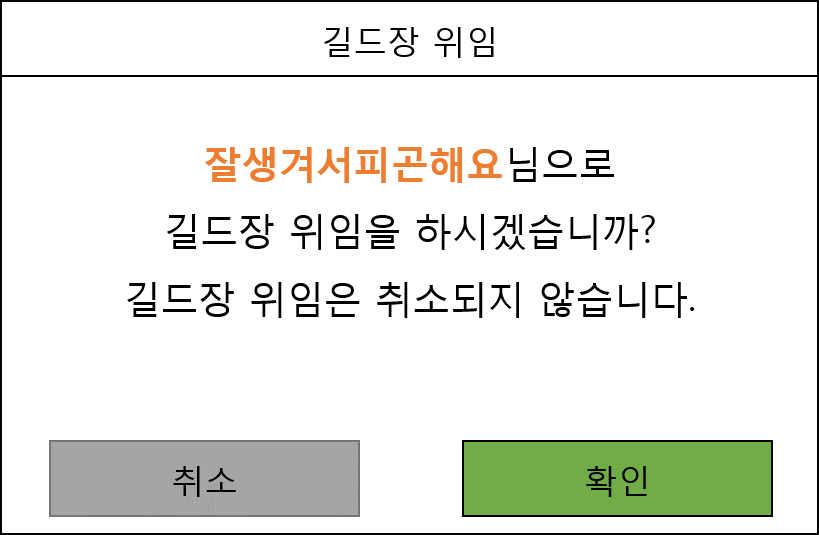 길드장 위임
잘생겨서피곤해요님으로
길드장 위임을 하시겠습니까?
길드장 위임은 취소되지 않습니다.
취소
확인